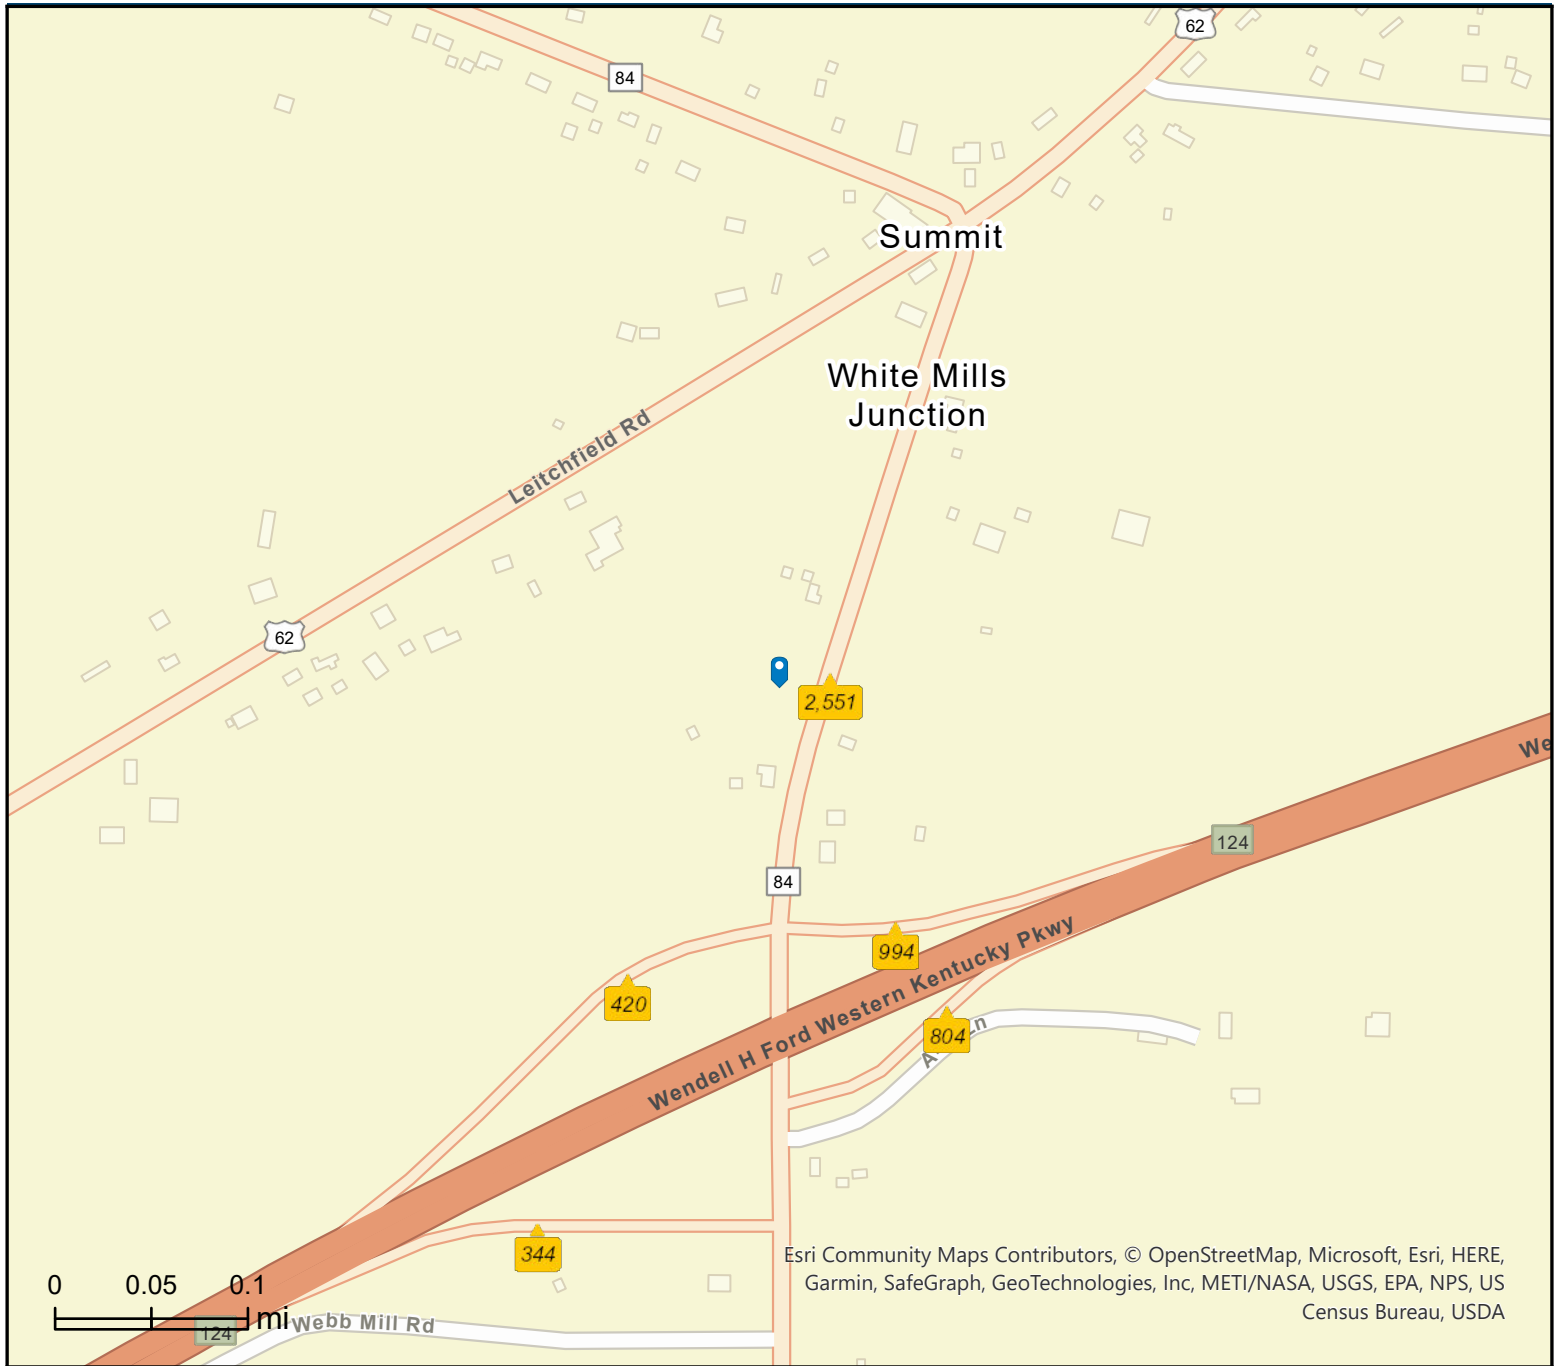 62
84
Summit
White Mills
Junction
Leitchfield Rd
62
2,551
We
124
84
994
Wendell H Ford Western Kentucky Pkwy
420
804
Ln
344
Esri Community Maps Contributors, © OpenStreetMap, Microsoft, Esri, HERE,
Garmin, SafeGraph, GeoTechnologies, Inc, METI/NASA, USGS, EPA, NPS, US
Census Bureau, USDA
0 0.05 0.1
mi
124
Webb Mill Rd